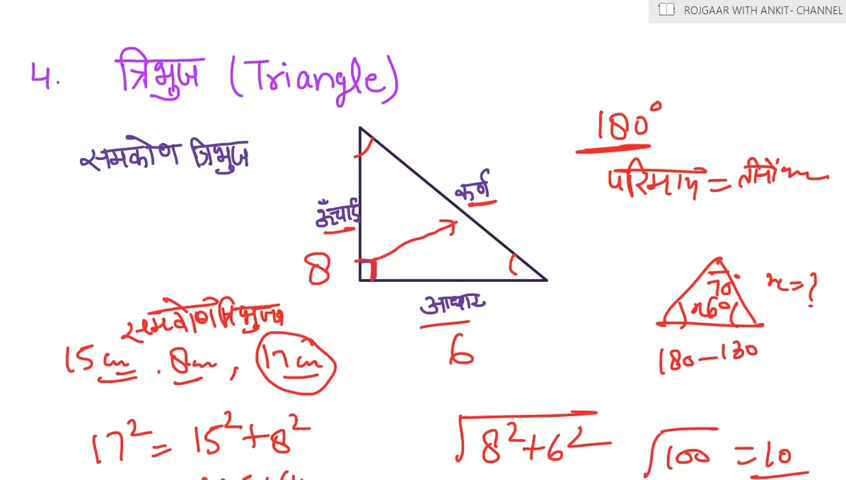 ROJGAAR WITH ANKIT- CHANNEL
4. त्रिभुज (Triangle)
समकोण त्रिभुज
180°
परिमाप =
ऊँचाई
कर्ण
8
आधार
6
70°
x 60
x = ?
180-130
समकोण त्रिभुज
15 cm . 8 cm , 17 cm
17² = 15² + 8²
√8²+6²
√100 = 10